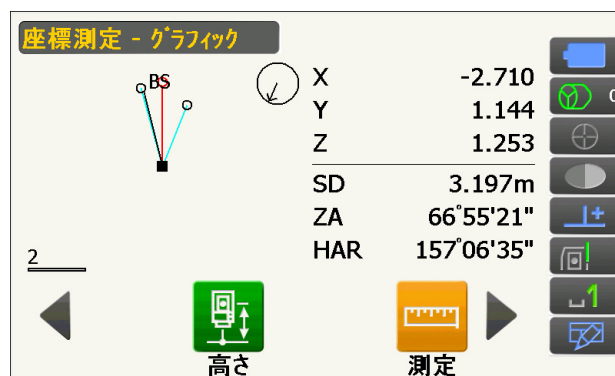 座標測定 - ｸﾞﾗﾌｨｯｸ
BS
X -2.710
Y 1.144
Z 1.253
SD 3.197m
ZA 66°55'21"
HAR 157°06'35"
2
高さ
測定
0
1